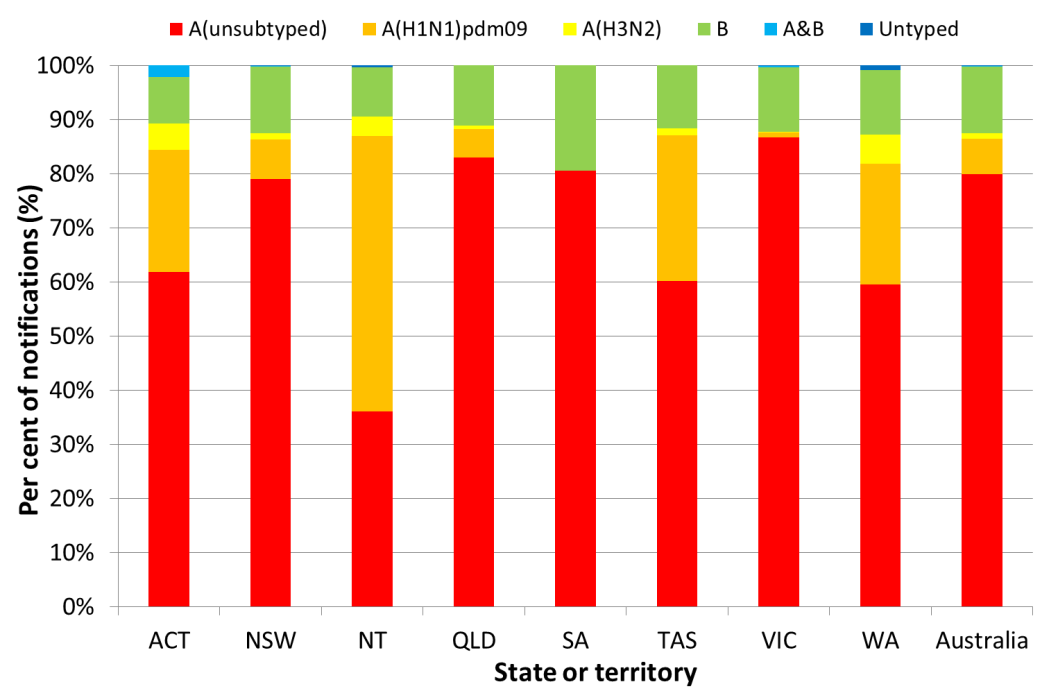 A(unsubtyped) A(H1N1)pdm09 A(H3N2) B A&B Untyped
Per cent of notifications (%)
100%
90%
80%
70%
60%
50%
40%
30%
20%
10%
0%
ACT NSW NT QLD SA TAS VIC WA Australia
State or territory